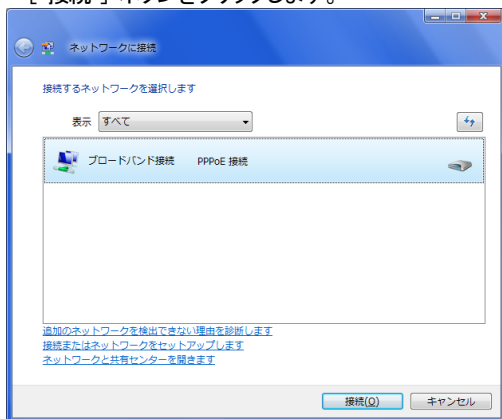 [ 接続 ] ボタンをクリックします。
ネットワークに接続
接続するネットワークを選択します
表示 すべて
ブロードバンド接続 PPPoE 接続
追加のネットワークを検出できない理由を診断します
接続またはネットワークをセットアップします
ネットワークと共有センターを開きます
接続(O) キャンセル